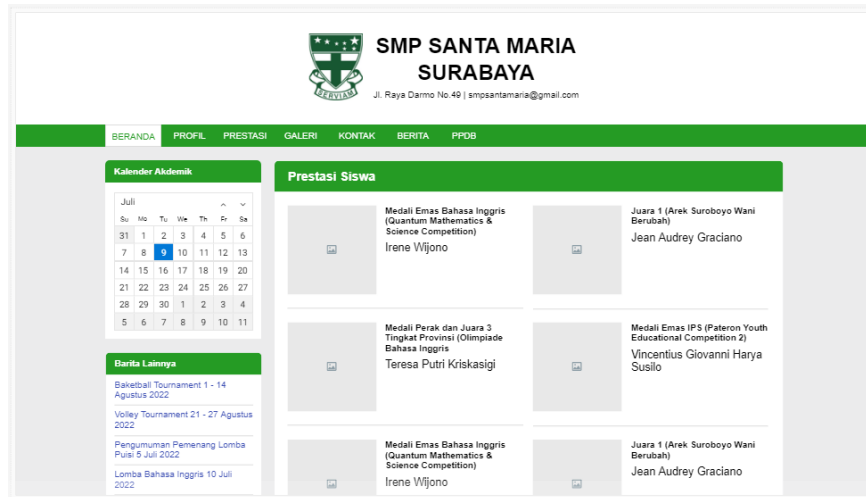 SMP SANTA MARIA
SURABAYA
Jl. Raya Darmo No.49 | smpsantamaria@gmail.com
SERVIAM
BERANDA PROFIL PRESTASI GALERI KONTAK BERITA PPDB
Kalender Akdemik
Juli
Su Mo Tu We Th Fr Sa
31 1 2 3 4 5 6
7 8 9 10 11 12 13
14 15 16 17 18 19 20
21 22 23 24 25 26 27
28 29 30 1 2 3 4
5 6 7 8 9 10 11
Barita Lainnya
Baketball Tournament 1 - 14
Agustus 2022
Volley Tournament 21 - 27 Agustus
2022
Pengumuman Pemenang Lomba
Puisi 5 Juli 2022
Lomba Bahasa Inggris 10 Juli
2022
Prestasi Siswa
Medali Emas Bahasa Inggris
(Quantum Mathematics &
Science Competition)
Irene Wijono
Juara 1 (Arek Suroboyo Wani
Berubah)
Jean Audrey Graciano
Medali Perak dan Juara 3
Tingkat Provinsi (Olimpiade
Bahasa Inggris
Teresa Putri Kriskasigi
Medali Emas IPS (Pateron Youth
Educational Competition 2)
Vincentius Giovanni Harya
Susilo
Medali Emas Bahasa Inggris
(Quantum Mathematics &
Science Competition)
Irene Wijono
Juara 1 (Arek Suroboyo Wani
Berubah)
Jean Audrey Graciano